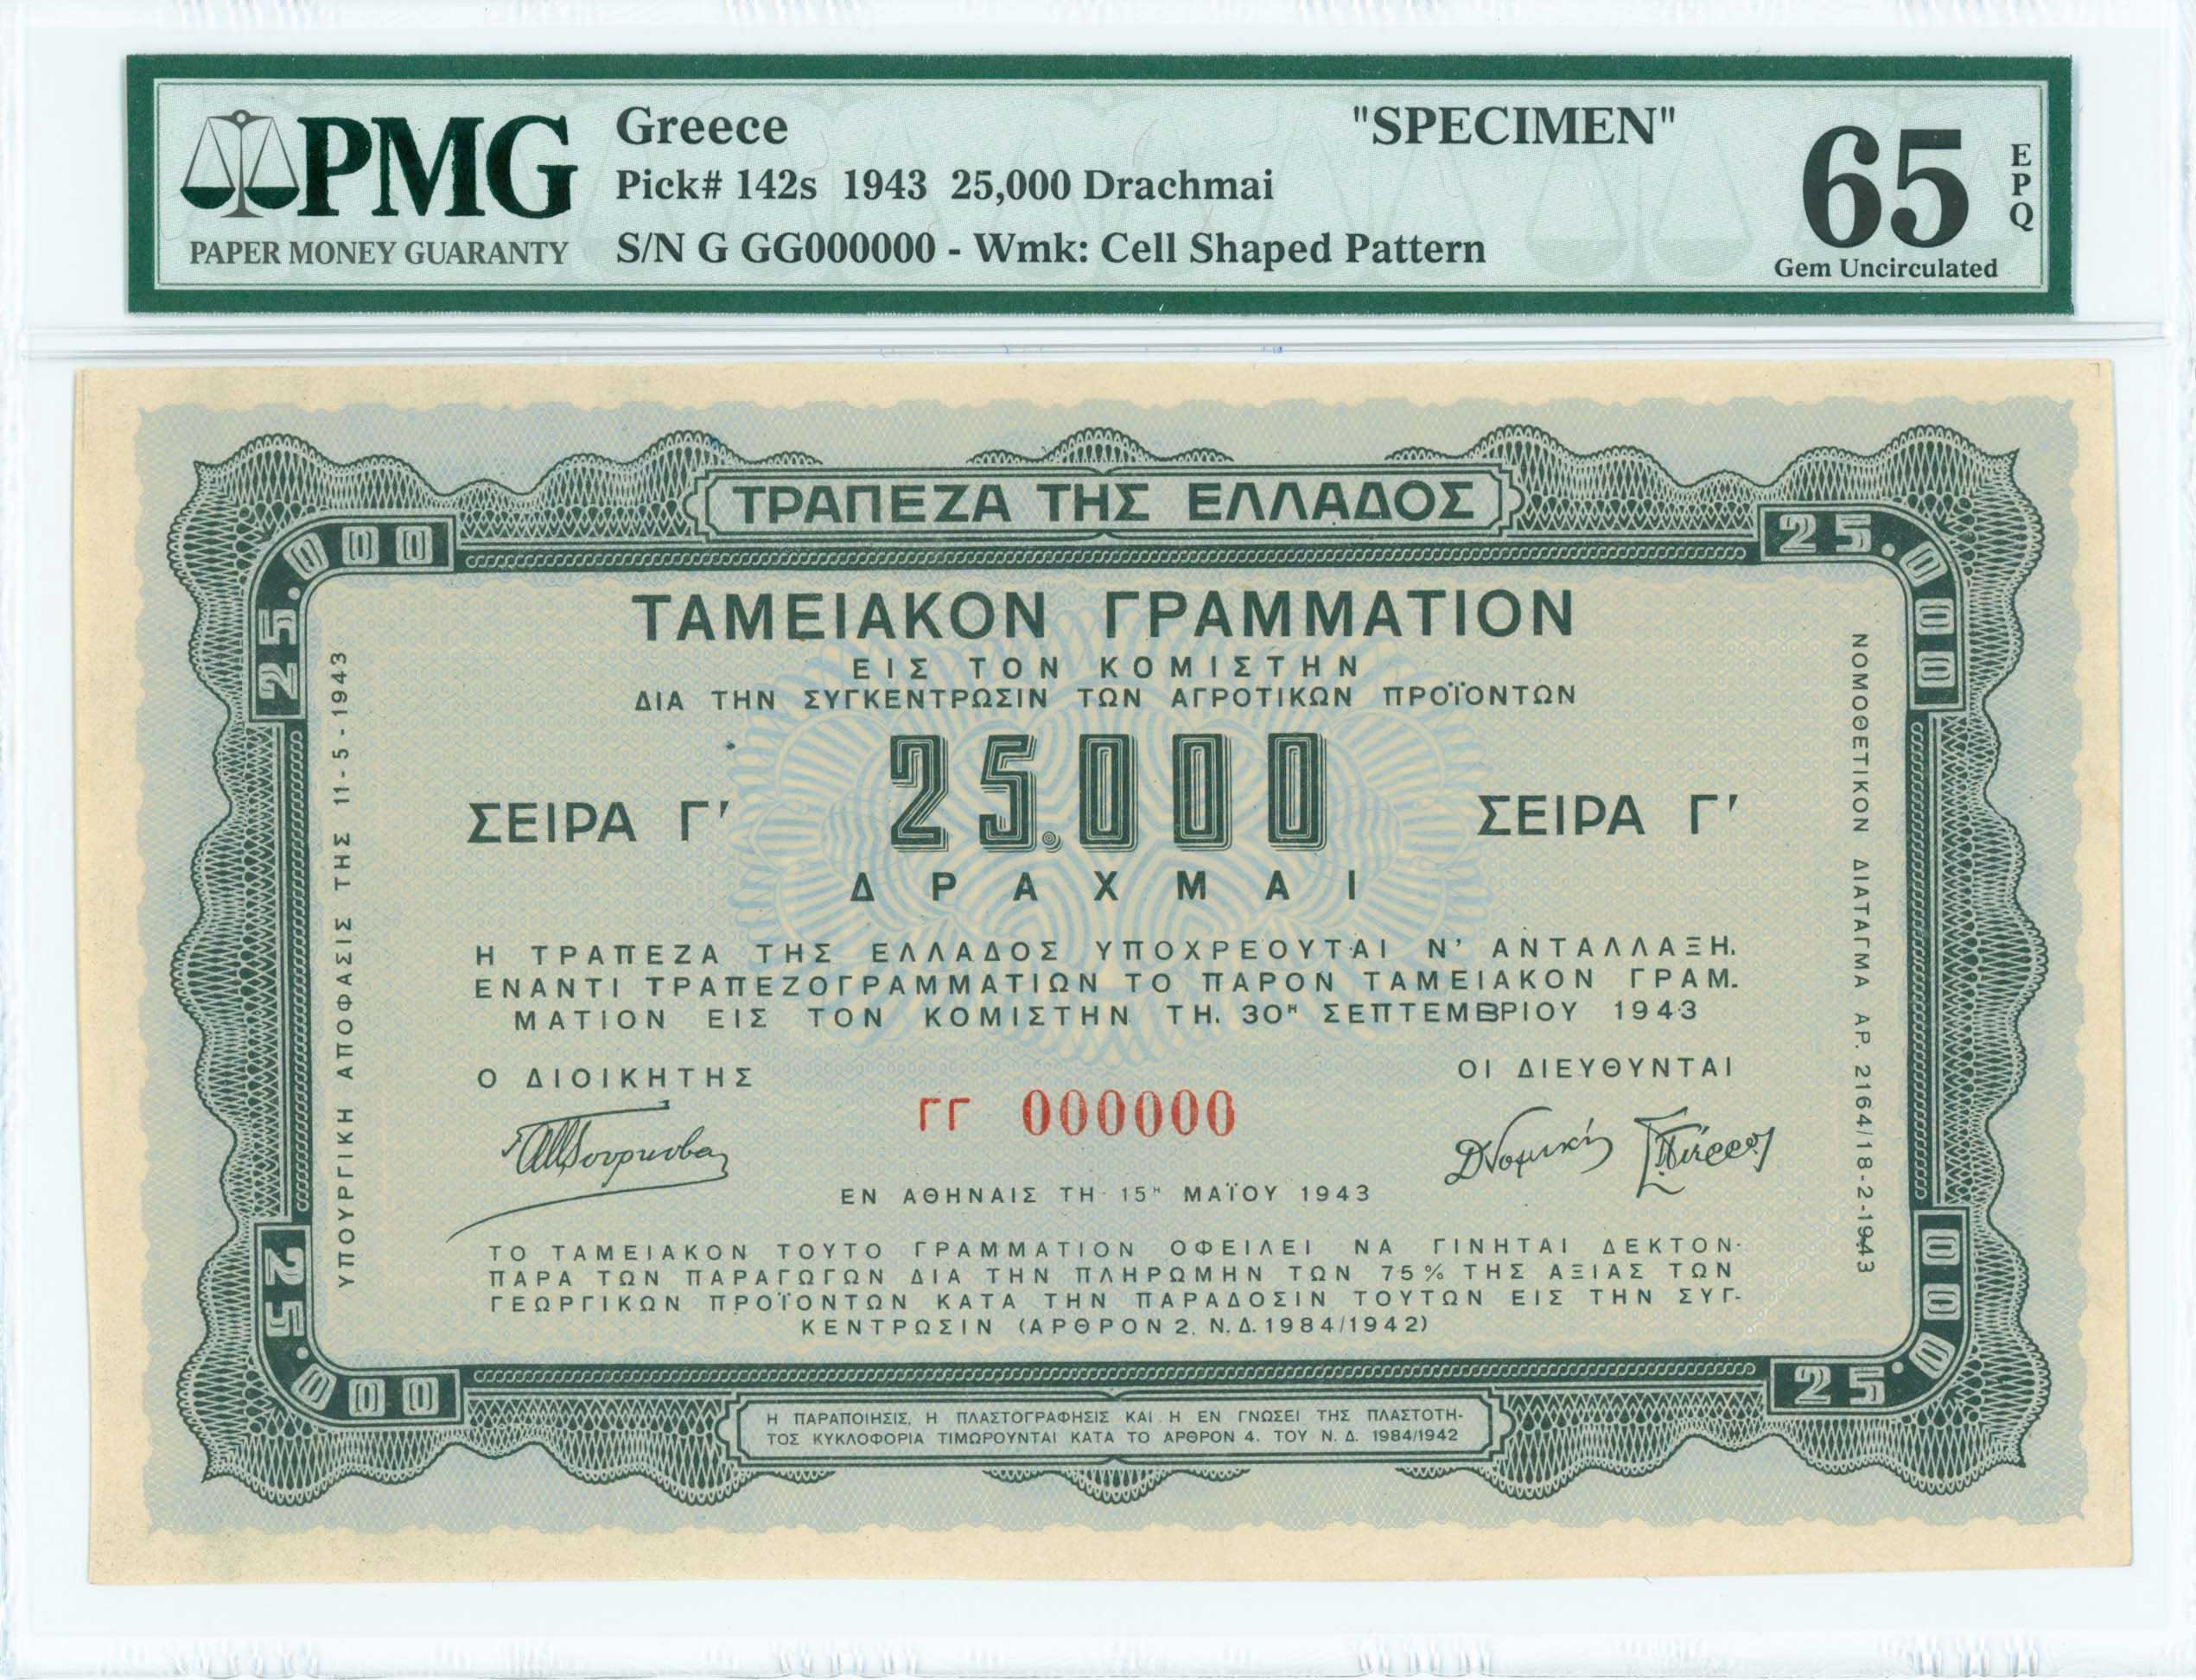 PMG
PAPER MONEY GUARANTY
Greece
"SPECIMEN"
Pick# 142s 1943 25,000 Drachmai
S/N G GG000000 - Wmk: Cell Shaped Pattern
65
EPQ
Gem Uncirculated
ΤΡΑΠΕΖΑ ΤΗΣ ΕΛΛΑΔΟΣ
25.000
25.000
ΤΑΜΕΙΑΚΟΝ ΓΡΑΜΜΑΤΙΟΝ
ΕΙΣ ΤΟΝ ΚΟΜΙΣΤΗΝ
ΔΙΑ ΤΗΝ ΣΥΓΚΕΝΤΡΩΣΙΝ ΤΩΝ ΑΓΡΟΤΙΚΩΝ ΠΡΟΪΟΝΤΩΝ
ΥΠΟΥΡΓΙΚΗ ΑΠΟΦΑΣΙΣ ΤΗΣ 11-5-1943
ΝΟΜΟΘΕΤΙΚΟΝ ΔΙΑΤΑΓΜΑ ΑΡ. 2164/18-2-1943
ΣΕΙΡΑ Γ' 25.000 ΣΕΙΡΑ Γ'
ΔΡΑΧΜΑΙ
Η ΤΡΑΠΕΖΑ ΤΗΣ ΕΛΛΑΔΟΣ ΥΠΟΧΡΕΟΥΤΑΙ Ν' ΑΝΤΑΛΛΑΞΗ.
ΕΝΑΝΤΙ ΤΡΑΠΕΖΟΓΡΑΜΜΑΤΙΩΝ ΤΟ ΠΑΡΟΝ ΤΑΜΕΙΑΚΟΝ ΓΡΑΜ.
ΜΑΤΙΟΝ ΕΙΣ ΤΟΝ ΚΟΜΙΣΤΗΝ ΤΗ. 30ᴴ ΣΕΠΤΕΜΒΡΙΟΥ 1943
Ο ΔΙΟΙΚΗΤΗΣ
ΟΙ ΔΙΕΥΘΥΝΤΑΙ
ΓΓ 000000
ΕΝ ΑΘΗΝΑΙΣ ΤΗ 15ᴴ ΜΑΪΟΥ 1943
ΤΟ ΤΑΜΕΙΑΚΟΝ ΤΟΥΤΟ ΓΡΑΜΜΑΤΙΟΝ ΟΦΕΙΛΕΙ ΝΑ ΓΙΝΗΤΑΙ ΔΕΚΤΟΝ.
ΠΑΡΑ ΤΩΝ ΠΑΡΑΓΩΓΩΝ ΔΙΑ ΤΗΝ ΠΛΗΡΩΜΗΝ ΤΩΝ 75% ΤΗΣ ΑΞΙΑΣ ΤΩΝ
ΓΕΩΡΓΙΚΩΝ ΠΡΟΪΟΝΤΩΝ ΚΑΤΑ ΤΗΝ ΠΑΡΑΔΟΣΙΝ ΤΟΥΤΩΝ ΕΙΣ ΤΗΝ ΣΥΓ-
ΚΕΝΤΡΩΣΙΝ (ΑΡΘΡΟΝ 2. Ν.Δ. 1984/1942)
25.000
25.000
Η ΠΑΡΑΠΟΙΗΣΙΣ, Η ΠΛΑΣΤΟΓΡΑΦΗΣΙΣ ΚΑΙ Η ΕΝ ΓΝΩΣΕΙ ΤΗΣ ΠΛΑΣΤΟΤΗ-
ΤΟΣ ΚΥΚΛΟΦΟΡΙΑ ΤΙΜΩΡΟΥΝΤΑΙ ΚΑΤΑ ΤΟ ΑΡΘΡΟΝ 4. ΤΟΥ Ν. Δ. 1984/1942